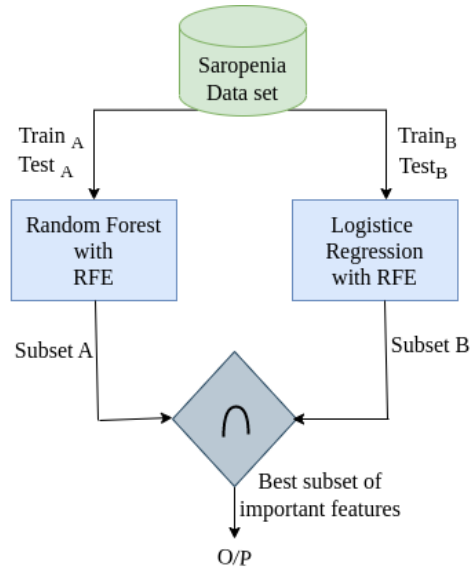 Saropenia
Data set
Train A
Test A
Train B
Test B
Random Forest
with
RFE
Logistice
Regression
with RFE
Subset A
Subset B
∩
Best subset of
important features
O/P